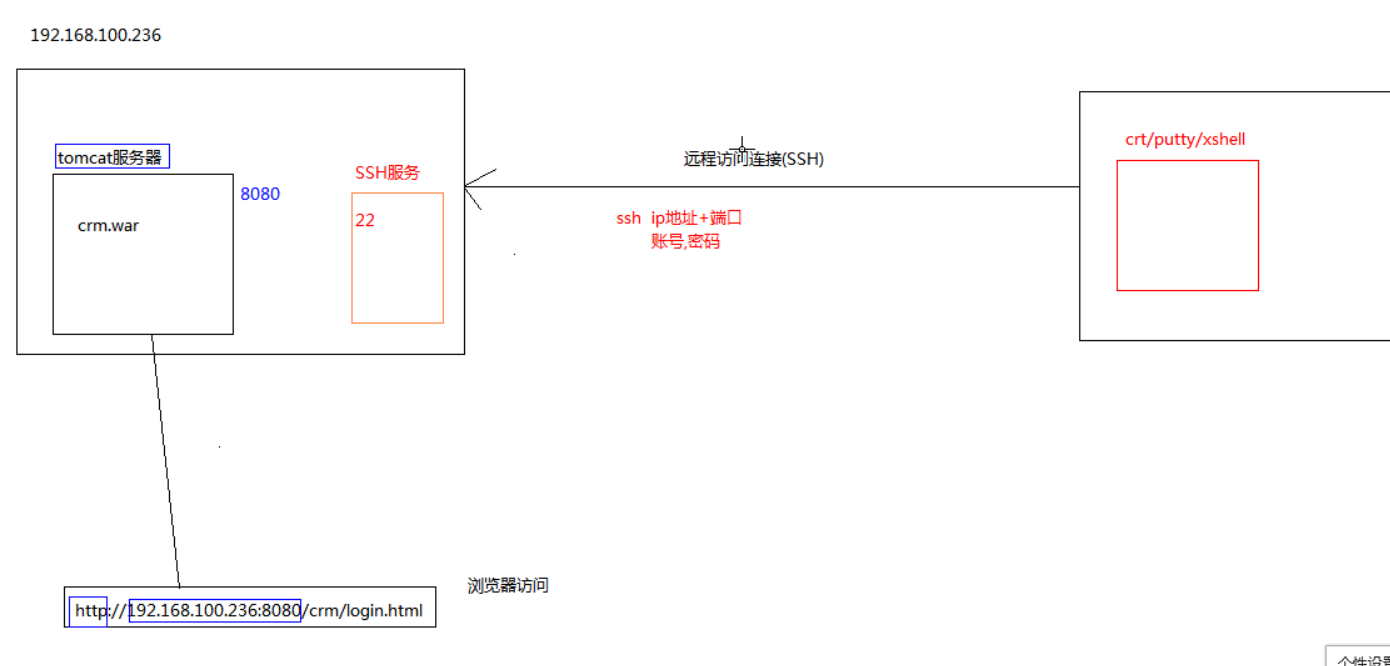 192.168.100.236
tomcat服务器
8080
crm.war
SSH服务
22
远程访问连接(SSH)
ssh ip地址+端口
账号,密码
crt/putty/xshell
浏览器访问
http://192.168.100.236:8080/crm/login.html
个性设